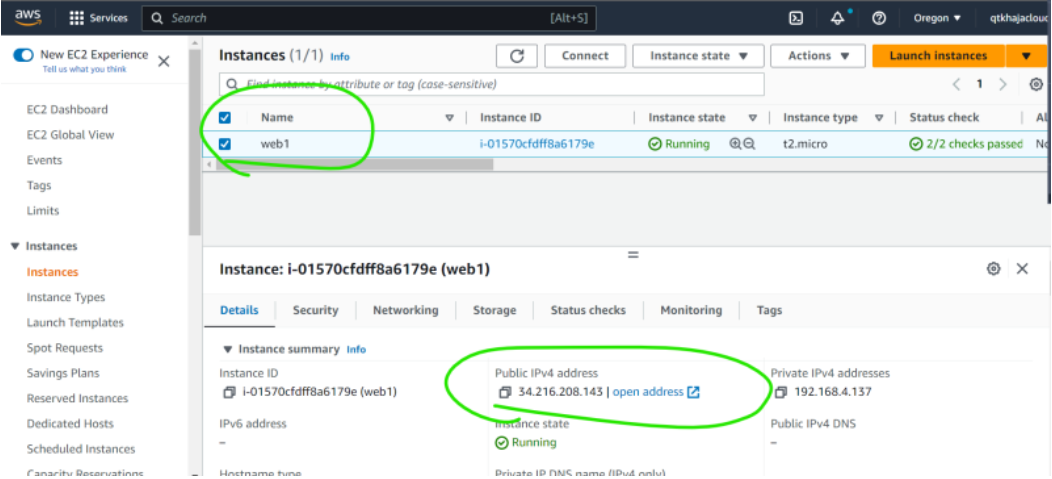 aws Services Search [Alt+S] Oregon qtkhajacloud
New EC2 Experience
Tell us what you think
EC2 Dashboard
EC2 Global View
Events
Tags
Limits
Instances
Instances
Instance Types
Launch Templates
Spot Requests
Savings Plans
Reserved Instances
Dedicated Hosts
Scheduled Instances
Capacity Reservations
Instances (1/1) Info Connect Instance state Actions Launch instances
Find instance by attribute or tag (case-sensitive) 1
Name Instance ID Instance state Instance type Status check Al
web1 i-01570cfdff8a6179e Running t2.micro 2/2 checks passed No
Instance: i-01570cfdff8a6179e (web1)
Details Security Networking Storage Status checks Monitoring Tags
Instance summary Info
Instance ID Public IPv4 address Private IPv4 addresses
i-01570cfdff8a6179e (web1) 34.216.208.143 | open address 192.168.4.137
IPv6 address Instance state Public IPv4 DNS
– Running –
Hostname type Private IP DNS name (IPv4 only)